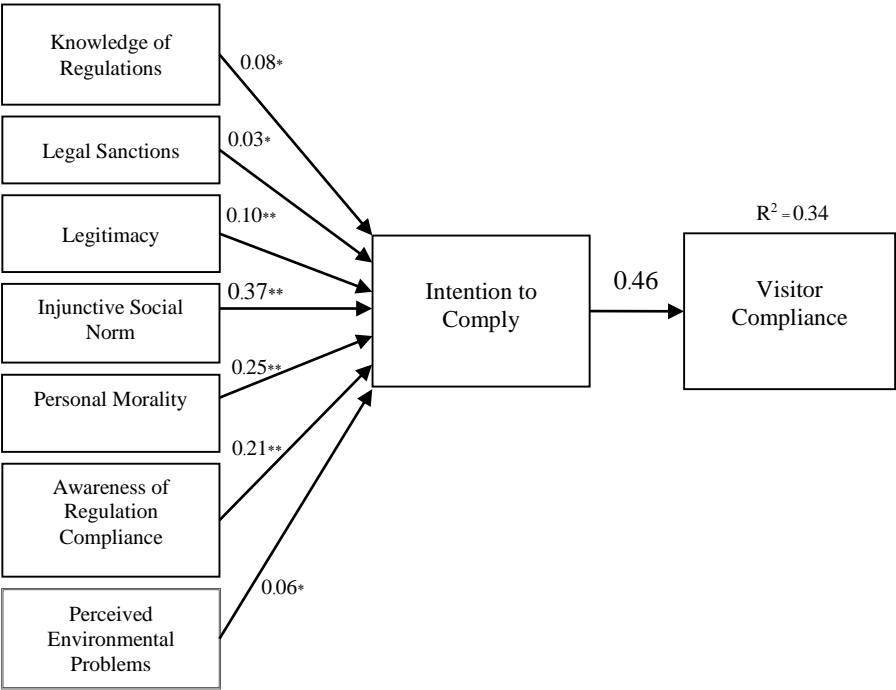 Knowledge of
Regulations
0.08*
Legal Sanctions
0.03*
Legitimacy
0.10**
Injunctive Social
Norm
0.37**
Personal Morality
0.25**
Awareness of
Regulation
Compliance
0.21**
Perceived
Environmental
Problems
0.06*
Intention to
Comply
0.46
R² = 0.34
Visitor
Compliance